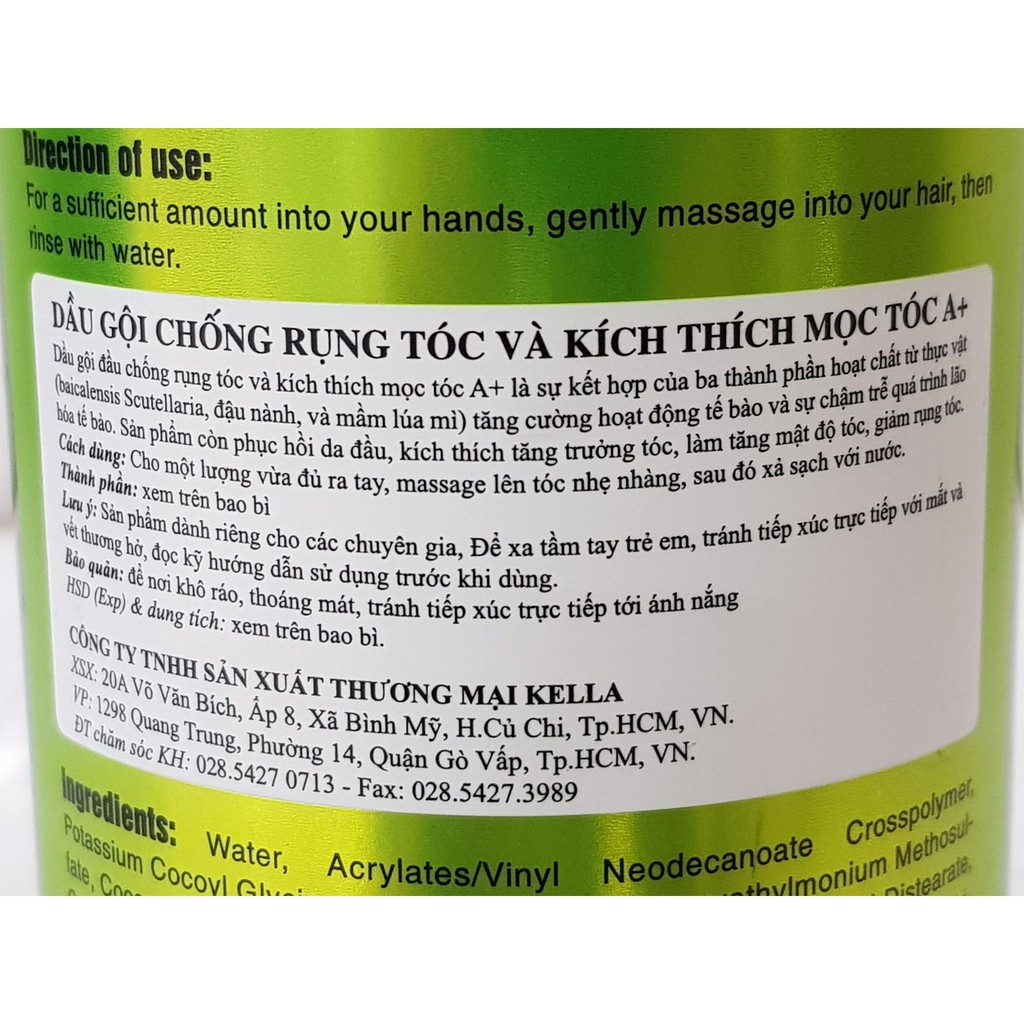 Direction of use:
For a sufficient amount into your hands, gently massage into your hair, then
rinse with water.
DẦU GỘI CHỐNG RỤNG TÓC VÀ KÍCH THÍCH MỌC TÓC A+
Dầu gội đầu chống rụng tóc và kích thích mọc tóc A+ là sự kết hợp của ba thành phần hoạt chất từ thực vật
(baicalensis Scutellaria, đậu nành, và mầm lúa mì) tăng cường hoạt động tế bào và sự chậm trễ quá trình lão
hóa tế bào. Sản phẩm còn phục hồi da đầu, kích thích tăng trưởng tóc, làm tăng mật độ tóc, giảm rụng tóc.
Cách dùng: Cho một lượng vừa đủ ra tay, massage lên tóc nhẹ nhàng, sau đó xả sạch với nước.
Thành phần: xem trên bao bì
Lưu ý: Sản phẩm dành riêng cho các chuyên gia, Để xa tầm tay trẻ em, tránh tiếp xúc trực tiếp với mắt và
vết thương hở, đọc kỹ hướng dẫn sử dụng trước khi dùng.
Bảo quản: để nơi khô ráo, thoáng mát, tránh tiếp xúc trực tiếp tới ánh nắng
HSD (Exp) & dung tích: xem trên bao bì.
CÔNG TY TNHH SẢN XUẤT THƯƠNG MẠI KELLA
XSX: 20A Võ Văn Bích, Ấp 8, Xã Bình Mỹ, H.Củ Chi, Tp.HCM, VN.
VP: 1298 Quang Trung, Phường 14, Quận Gò Vấp, Tp.HCM, VN.
ĐT chăm sóc KH: 028.5427 0713 - Fax: 028.5427.3989
Ingredients: Water, Acrylates/Vinyl Neodecanoate Crosspolymer,
Potassium Cocoyl Methosul-
fate, Distearate,